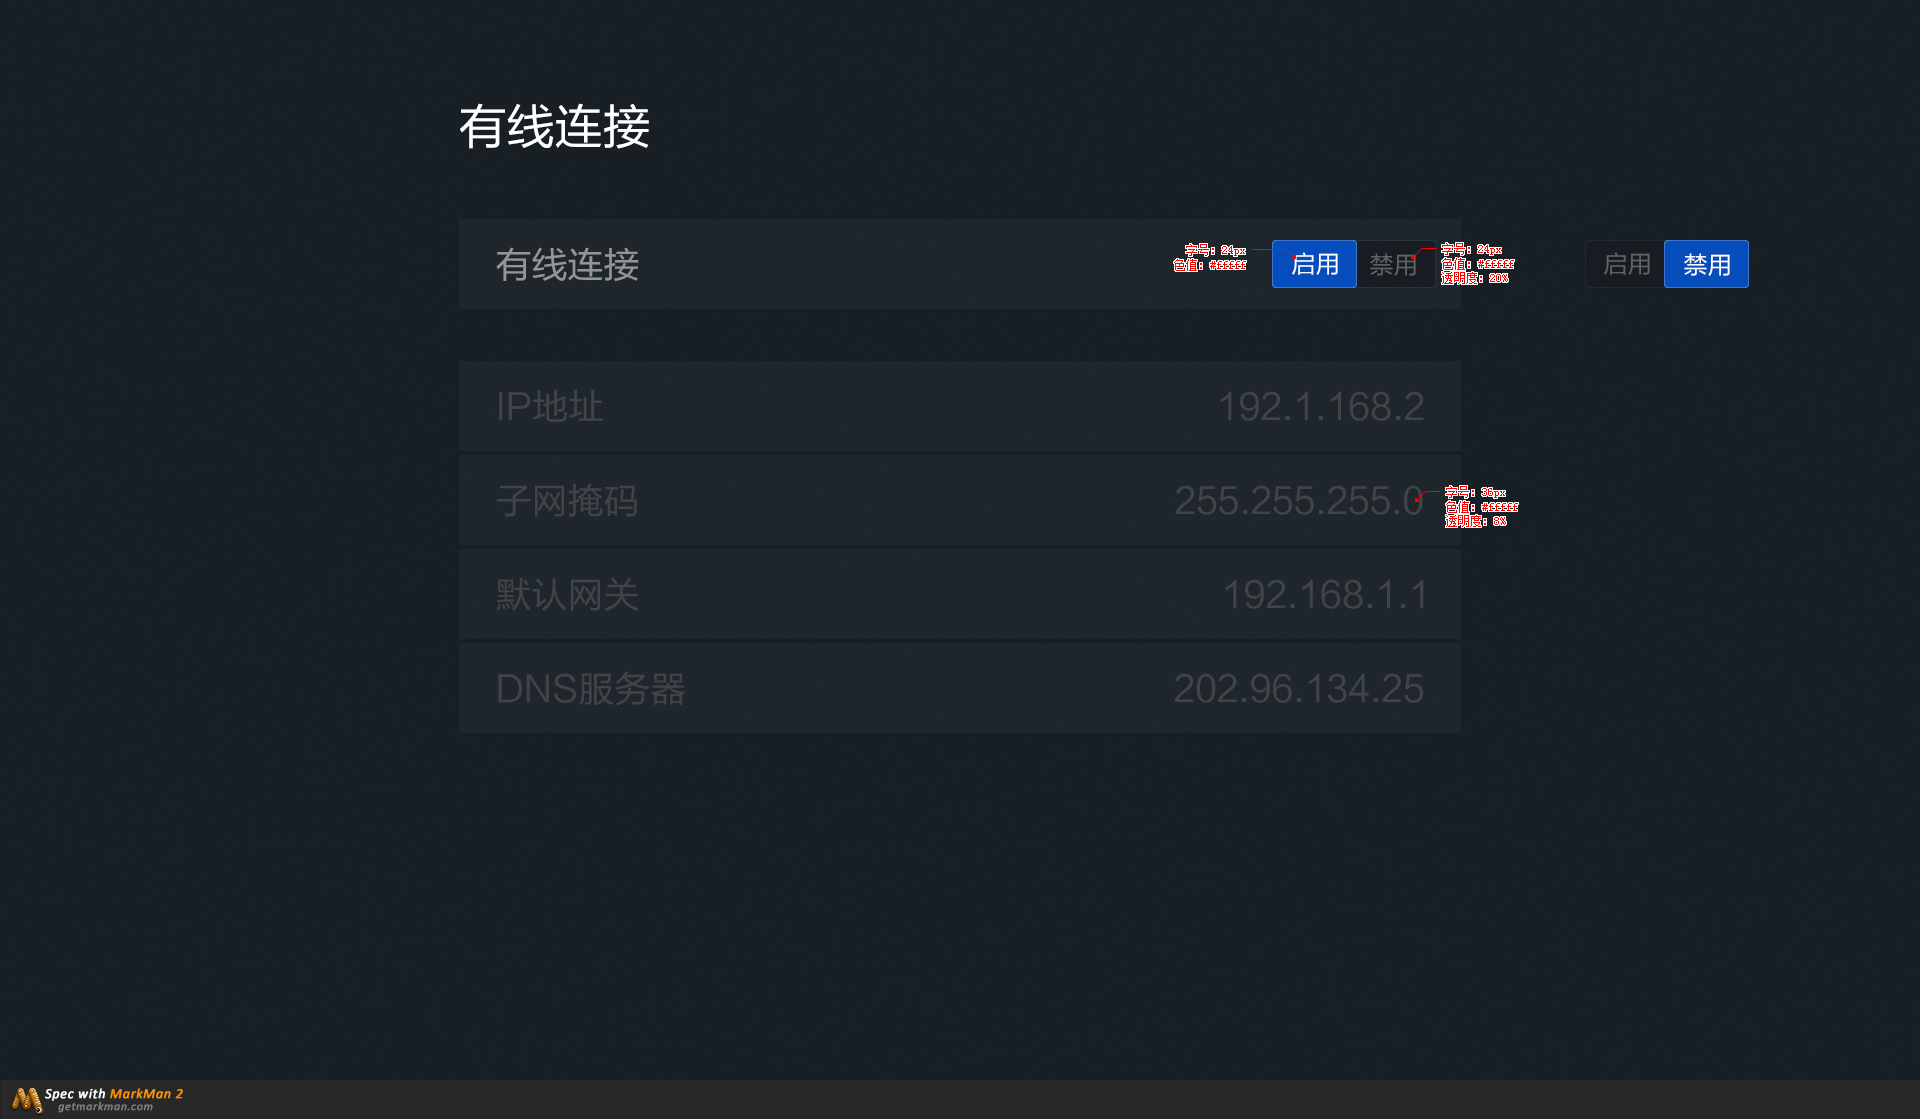 有线连接
有线连接
字号: 24px
色值: #ffffff
启用 禁用
字号: 24px
色值: #ffffff
透明度: 20%
启用 禁用
IP地址 192.1.168.2
子网掩码 255.255.255.0
字号: 36px
色值: #ffffff
透明度: 8%
默认网关 192.168.1.1
DNS服务器 202.96.134.25
Spec with MarkMan 2
getmarkman.com